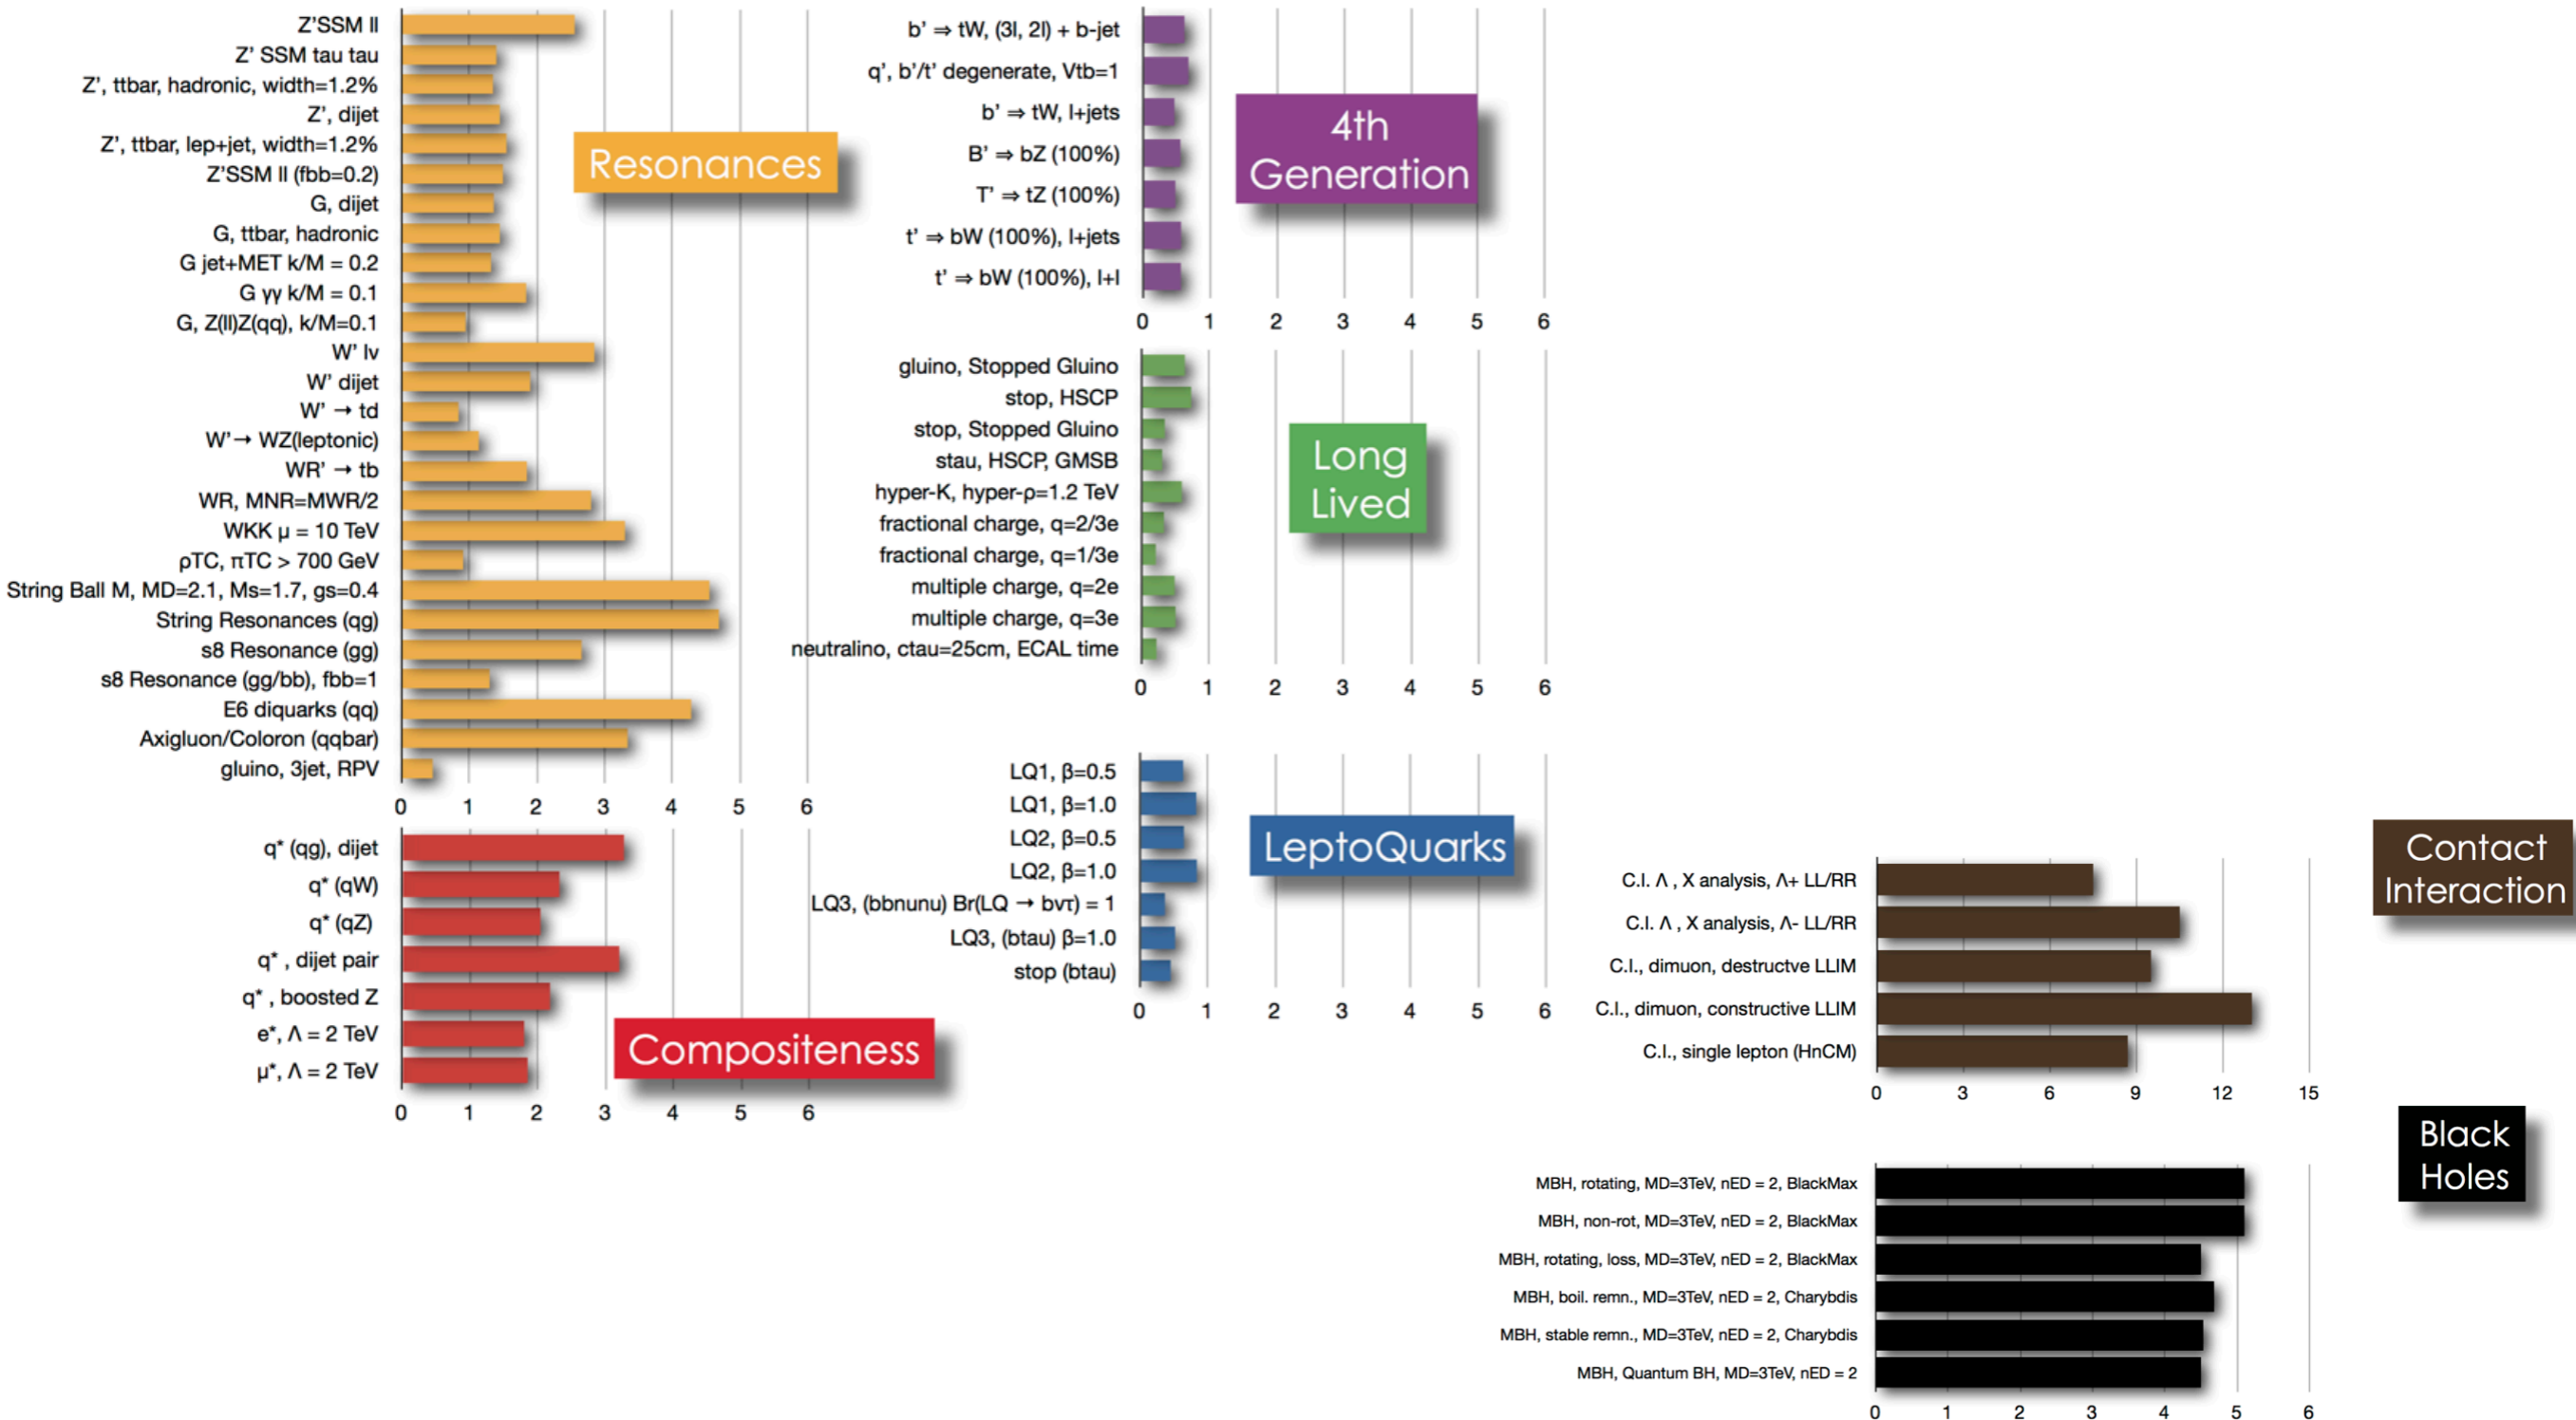 Z’SSM ll
Z’ SSM tau tau
Z’, ttbar, hadronic, width=1.2%
Z’, dijet
Z’, ttbar, lep+jet, width=1.2%
Z’SSM ll (fbb=0.2)
G, dijet
G, ttbar, hadronic
G jet+MET k/M = 0.2
G γγ k/M = 0.1
G, Z(ll)Z(qq), k/M=0.1
W’ lν
W’ dijet
W’ → td
W’→ WZ(leptonic)
WR’ → tb
WR, MNR=MWR/2
WKK μ = 10 TeV
ρTC, πTC > 700 GeV
String Ball M, MD=2.1, Ms=1.7, gs=0.4
String Resonances (qg)
s8 Resonance (gg)
s8 Resonance (gg/bb), fbb=1
E6 diquarks (qq)
Axigluon/Coloron (qqbar)
gluino, 3jet, RPV
0 1 2 3 4 5 6
Resonances
q* (qg), dijet
q* (qW)
q* (qZ)
q* , dijet pair
q* , boosted Z
e*, Λ = 2 TeV
μ*, Λ = 2 TeV
0 1 2 3 4 5 6
Compositeness
b’ ⇒ tW, (3l, 2l) + b-jet
q’, b’/t’ degenerate, Vtb=1
b’ ⇒ tW, l+jets
B’ ⇒ bZ (100%)
T’ ⇒ tZ (100%)
t’ ⇒ bW (100%), l+jets
t’ ⇒ bW (100%), l+l
0 1 2 3 4 5 6
4th
Generation
gluino, Stopped Gluino
stop, HSCP
stop, Stopped Gluino
stau, HSCP, GMSB
hyper-K, hyper-ρ=1.2 TeV
fractional charge, q=2/3e
fractional charge, q=1/3e
multiple charge, q=2e
multiple charge, q=3e
neutralino, ctau=25cm, ECAL time
0 1 2 3 4 5 6
Long
Lived
LQ1, β=0.5
LQ1, β=1.0
LQ2, β=0.5
LQ2, β=1.0
LQ3, (bbnunu) Br(LQ → bντ) = 1
LQ3, (btau) β=1.0
stop (btau)
0 1 2 3 4 5 6
LeptoQuarks
C.I. Λ , X analysis, Λ+ LL/RR
C.I. Λ , X analysis, Λ- LL/RR
C.I., dimuon, destructve LLIM
C.I., dimuon, constructive LLIM
C.I., single lepton (HnCM)
0 3 6 9 12 15
Contact
Interaction
MBH, rotating, MD=3TeV, nED = 2, BlackMax
MBH, non-rot, MD=3TeV, nED = 2, BlackMax
MBH, rotating, loss, MD=3TeV, nED = 2, BlackMax
MBH, boil. remn., MD=3TeV, nED = 2, Charybdis
MBH, stable remn., MD=3TeV, nED = 2, Charybdis
MBH, Quantum BH, MD=3TeV, nED = 2
0 1 2 3 4 5 6
Black
Holes